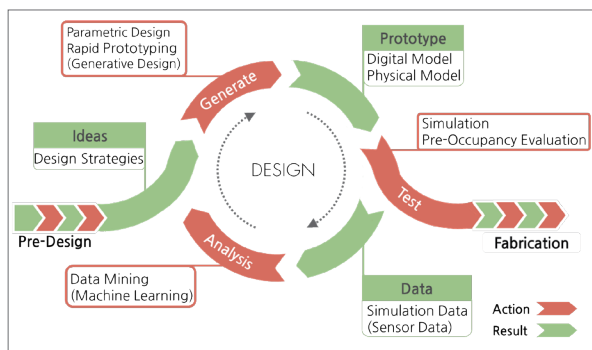 Parametric Design
Rapid Prototyping
(Generative Design)
Generate
Prototype
Digital Model
Physical Model
Ideas
Design Strategies
Simulation
Pre-Occupancy Evaluation
DESIGN
Test
Pre-Design
Analysis
Fabrication
Data Mining
(Machine Learning)
Data
Simulation Data
(Sensor Data)
Action
Result